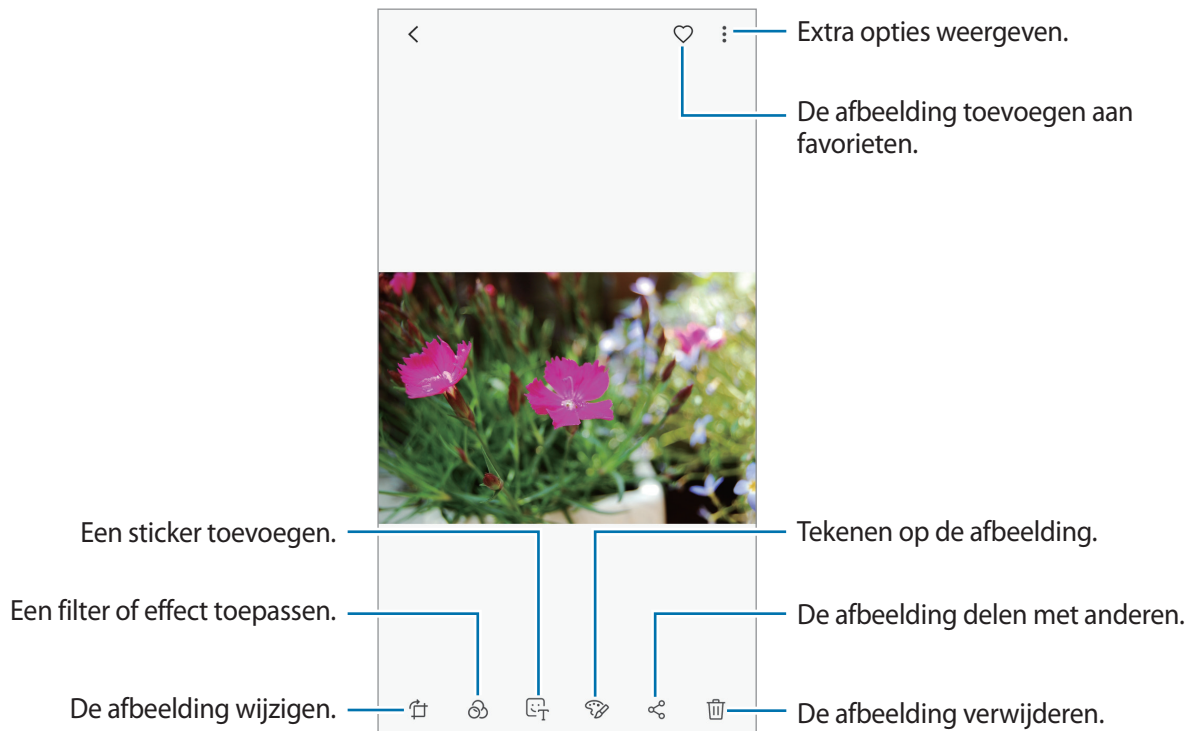 Extra opties weergeven.
De afbeelding toevoegen aan
favorieten.
Een sticker toevoegen.
Tekenen op de afbeelding.
Een filter of effect toepassen.
De afbeelding delen met anderen.
De afbeelding wijzigen.
De afbeelding verwijderen.